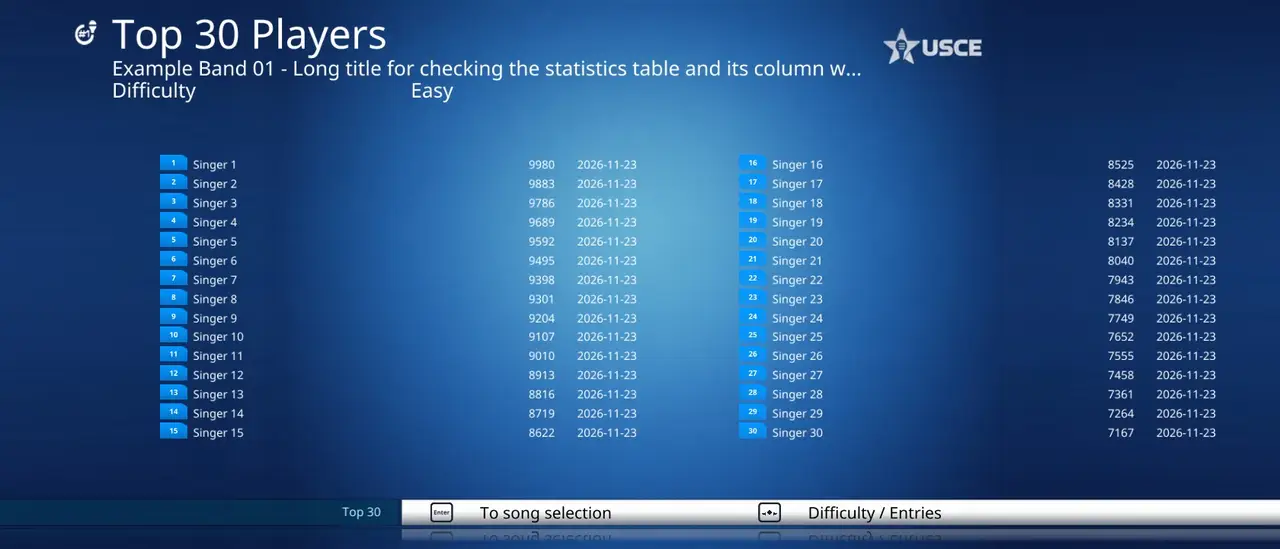 #1
Top 30 Players
USCE
Example Band 01 - Long title for checking the statistics table and its column w...
Difficulty Easy
1 Singer 1 9980 2026-11-23
2 Singer 2 9883 2026-11-23
3 Singer 3 9786 2026-11-23
4 Singer 4 9689 2026-11-23
5 Singer 5 9592 2026-11-23
6 Singer 6 9495 2026-11-23
7 Singer 7 9398 2026-11-23
8 Singer 8 9301 2026-11-23
9 Singer 9 9204 2026-11-23
10 Singer 10 9107 2026-11-23
11 Singer 11 9010 2026-11-23
12 Singer 12 8913 2026-11-23
13 Singer 13 8816 2026-11-23
14 Singer 14 8719 2026-11-23
15 Singer 15 8622 2026-11-23
16 Singer 16 8525 2026-11-23
17 Singer 17 8428 2026-11-23
18 Singer 18 8331 2026-11-23
19 Singer 19 8234 2026-11-23
20 Singer 20 8137 2026-11-23
21 Singer 21 8040 2026-11-23
22 Singer 22 7943 2026-11-23
23 Singer 23 7846 2026-11-23
24 Singer 24 7749 2026-11-23
25 Singer 25 7652 2026-11-23
26 Singer 26 7555 2026-11-23
27 Singer 27 7458 2026-11-23
28 Singer 28 7361 2026-11-23
29 Singer 29 7264 2026-11-23
30 Singer 30 7167 2026-11-23
Top 30
Enter To song selection
Difficulty / Entries